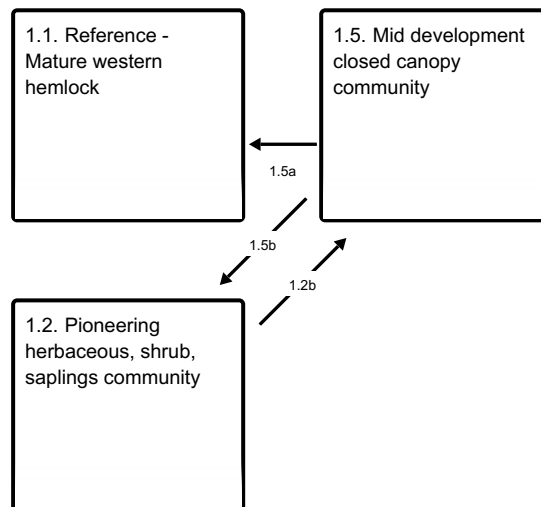 1.1. Reference -
Mature western
hemlock
1.5. Mid development
closed canopy
community
1.5a
1.5b
1.2b
1.2. Pioneering
herbaceous, shrub,
saplings community